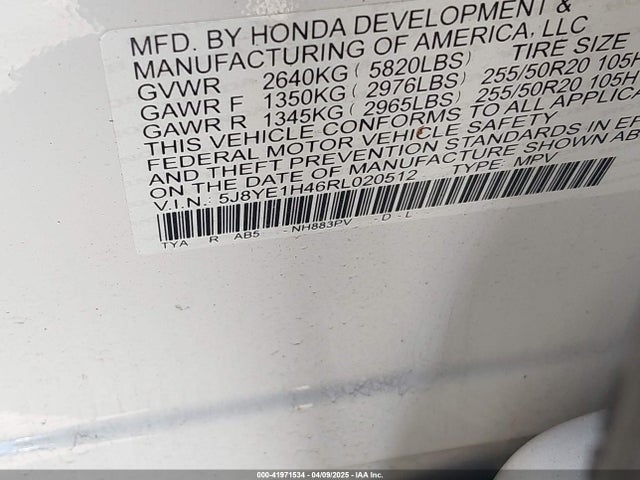 MFD. BY HONDA DEVELOPMENT &
MANUFACTURING OF AMERICA, LLC
GVWR 2640KG (5820LBS) TIRE SIZE
GAWR F 1350KG (2976LBS) 255/50R20 105H
GAWR R 1345KG (2965LBS) 255/50R20 105H
THIS VEHICLE CONFORMS TO ALL APPLICA
FEDERAL MOTOR VEHICLE SAFETY
AND THEFT PREVENTION STANDARDS IN EF
ON THE DATE OF MANUFACTURE SHOWN AB
V.I.N.: 5J8YE1H46RL020512 TYPE: MPV
TYA R AB5 NH883PV D-L
000-41971534 04/09/2025 IAA Inc.